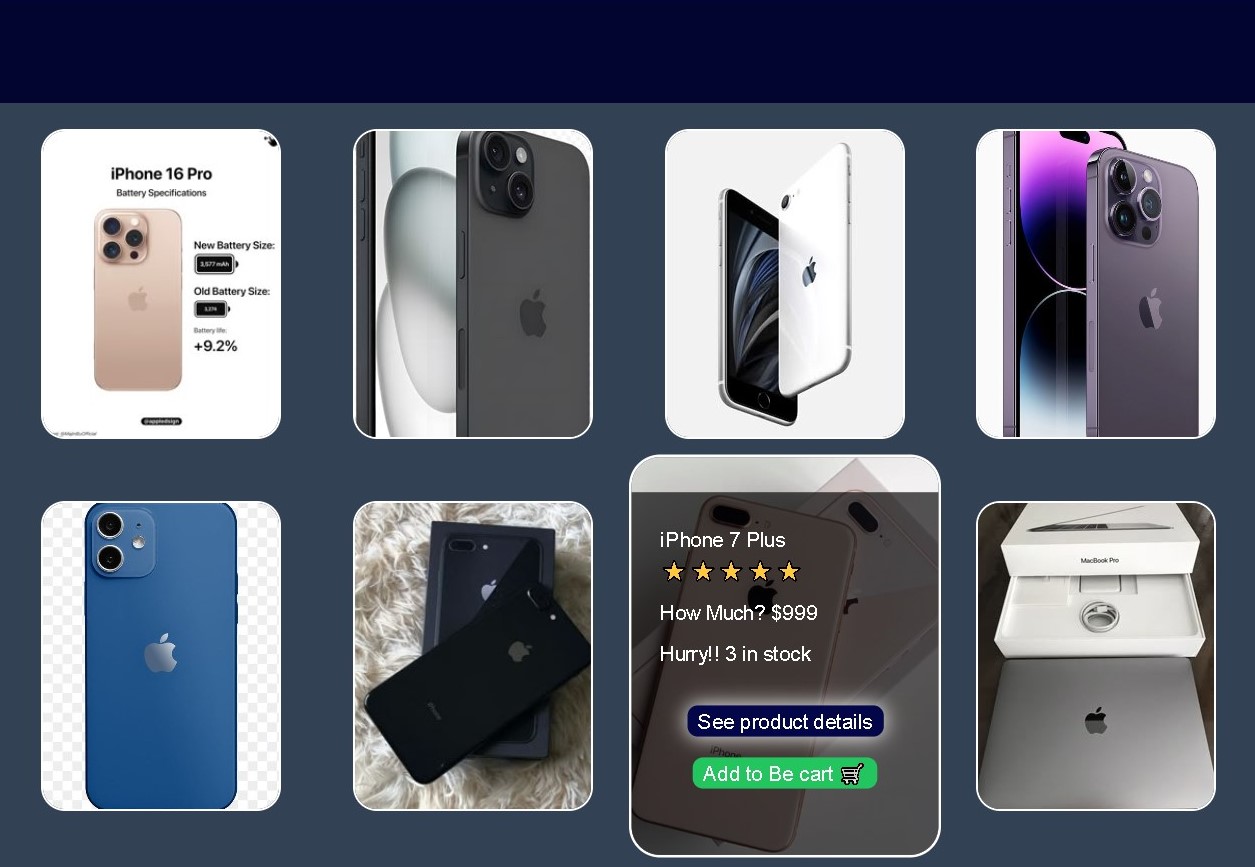 iPhone 16 Pro
Battery Specifications
New Battery Size:
3,577 mAh
Old Battery Size:
3,274
Battery life:
+9.2%
@appledsign
iPhone 7 Plus
How Much? $999
Hurry!! 3 in stock
See product details
iPhone
Add to Be cart
MacBook Pro
iPhone